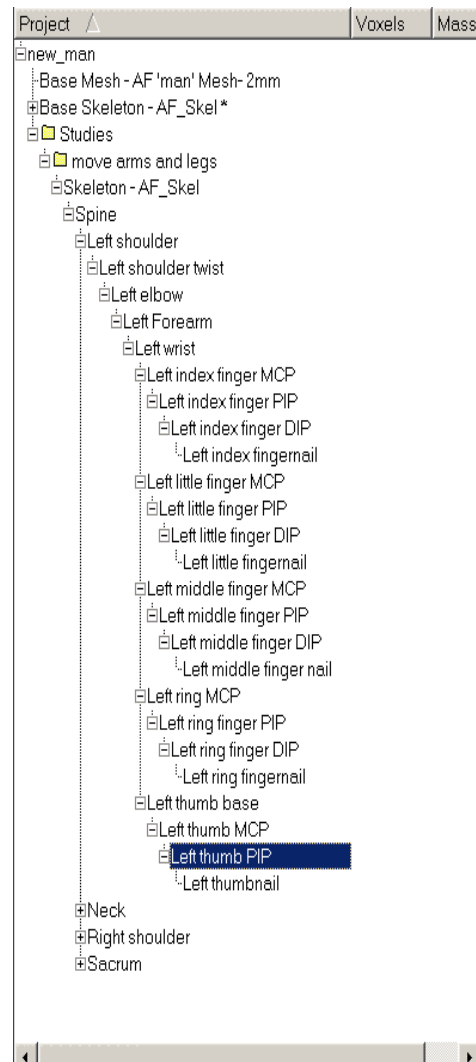 Project Voxels Mass
new_man
Base Mesh - AF 'man' Mesh- 2mm
Base Skeleton - AF_Skel *
Studies
move arms and legs
Skeleton - AF_Skel
Spine
Left shoulder
Left shoulder twist
Left elbow
Left Forearm
Left wrist
Left index finger MCP
Left index finger PIP
Left index finger DIP
Left index fingernail
Left little finger MCP
Left little finger PIP
Left little finger DIP
Left little fingernail
Left middle finger MCP
Left middle finger PIP
Left middle finger DIP
Left middle finger nail
Left ring MCP
Left ring finger PIP
Left ring finger DIP
Left ring fingernail
Left thumb base
Left thumb MCP
Left thumb PIP
Left thumbnail
Neck
Right shoulder
Sacrum